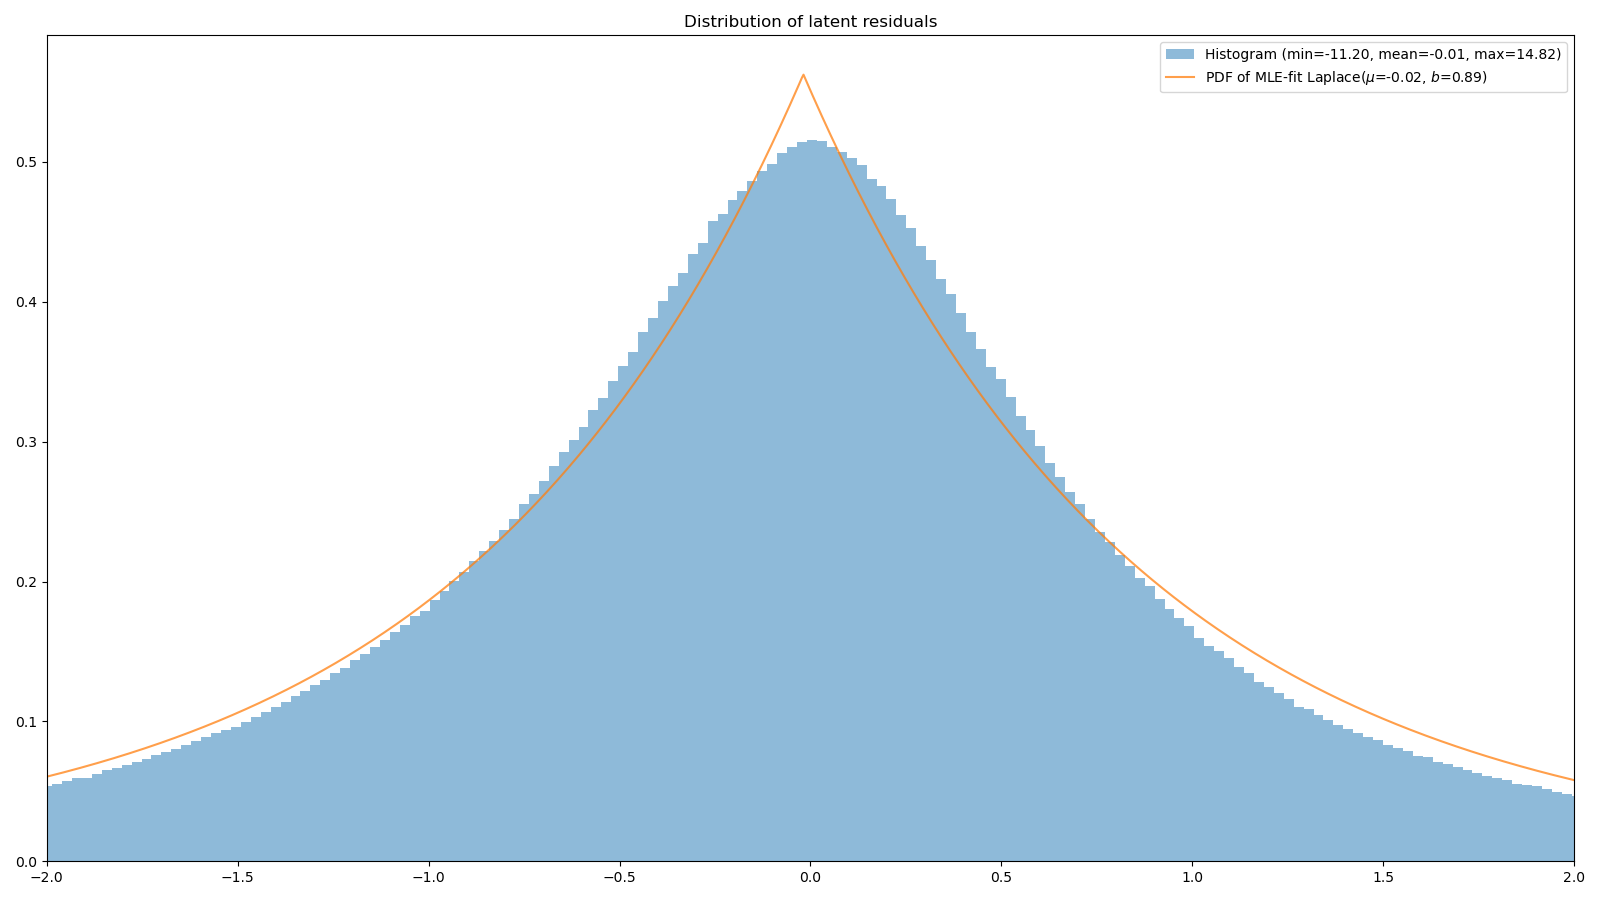 Distribution of latent residuals
Histogram (min=-11.20, mean=-0.01, max=14.82)
PDF of MLE-fit Laplace(μ=-0.02, b=0.89)
0.5
0.4
0.3
0.2
0.1
0.0
−2.0 −1.5 −1.0 −0.5 0.0 0.5 1.0 1.5 2.0